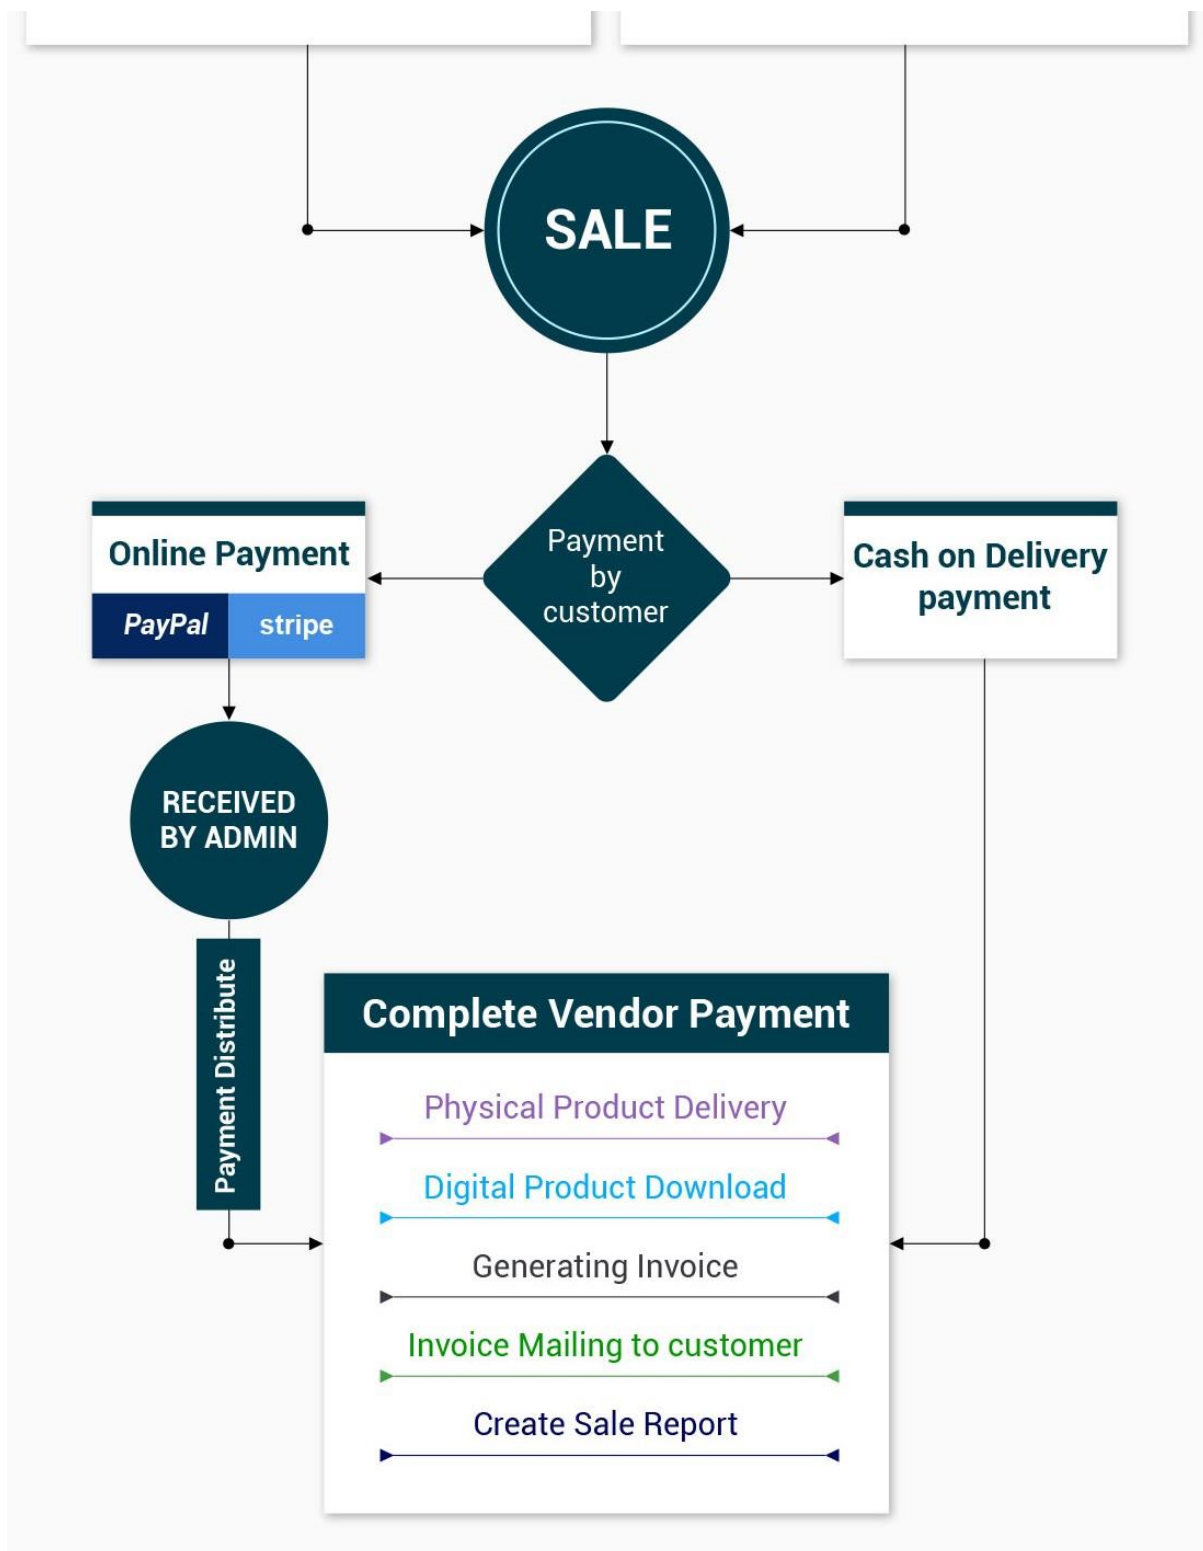 SALE
Payment
by
customer
Online Payment
PayPal stripe
Cash on Delivery
payment
RECEIVED
BY ADMIN
Payment Distribute
Complete Vendor Payment
Physical Product Delivery
Digital Product Download
Generating Invoice
Invoice Mailing to customer
Create Sale Report